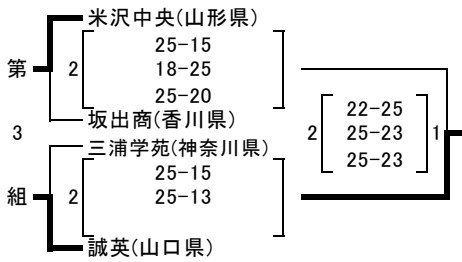 米沢中央(山形県)
25-15
第 2 18-25
25-20
坂出商(香川県)
22-25
3 2 25-23 1
25-23
三浦学苑(神奈川県)
25-15
組 2 25-13
誠英(山口県)